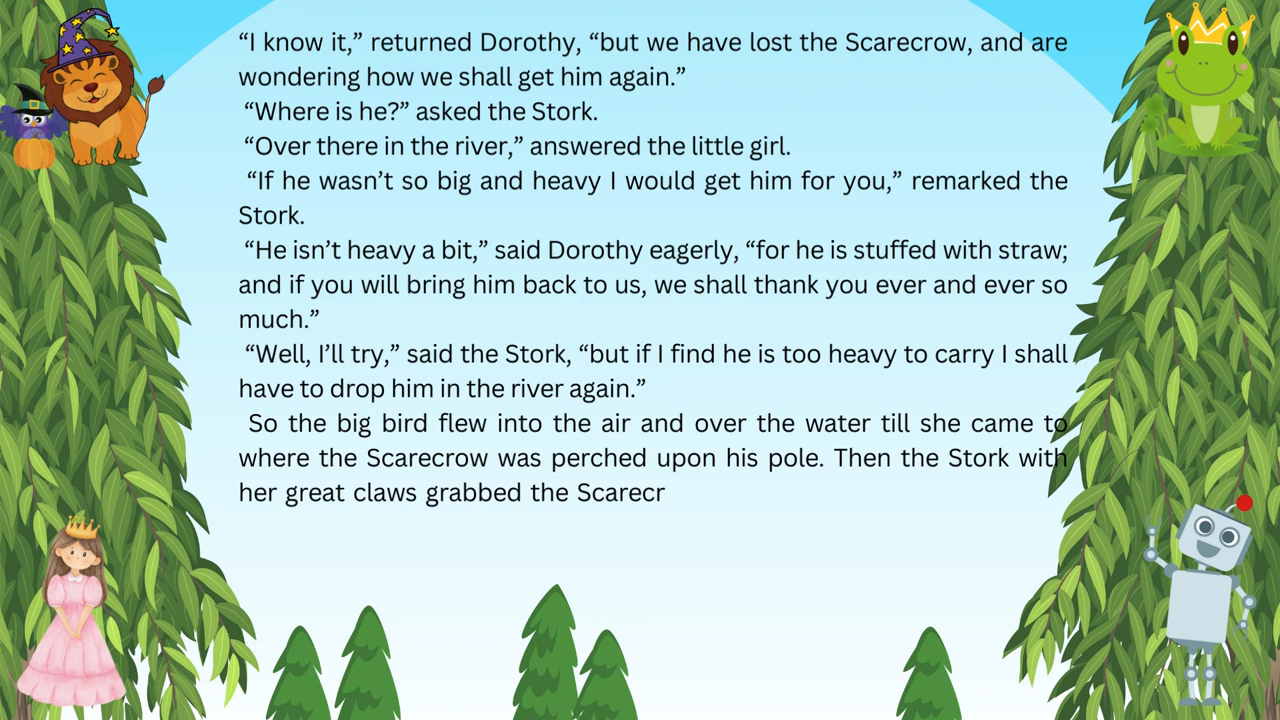 “I know it,” returned Dorothy, “but we have lost the Scarecrow, and are
wondering how we shall get him again.”
“Where is he?” asked the Stork.
“Over there in the river,” answered the little girl.
“If he wasn’t so big and heavy I would get him for you,” remarked the
Stork.
“He isn’t heavy a bit,” said Dorothy eagerly, “for he is stuffed with straw;
and if you will bring him back to us, we shall thank you ever and ever so
much.”
“Well, I’ll try,” said the Stork, “but if I find he is too heavy to carry I shall
have to drop him in the river again.”
So the big bird flew into the air and over the water till she came to
where the Scarecrow was perched upon his pole. Then the Stork with
her great claws grabbed the Scarecr